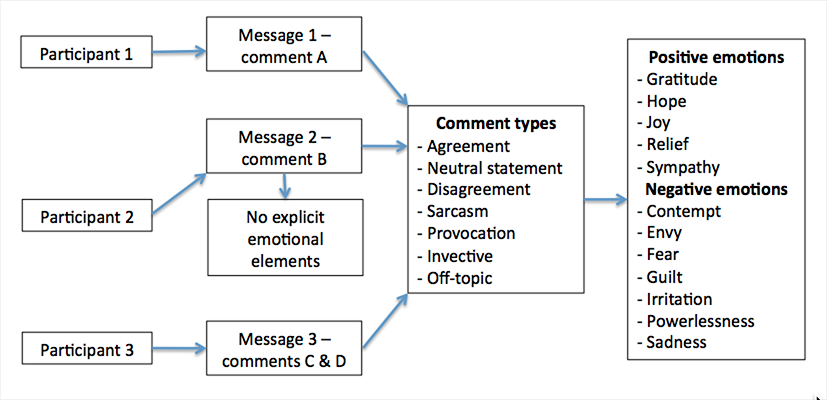 Participant 1
Message 1 –
comment A
Participant 2
Message 2 –
comment B
No explicit
emotional
elements
Participant 3
Message 3 –
comments C & D
Comment types
- Agreement
- Neutral statement
- Disagreement
- Sarcasm
- Provocation
- Invective
- Off-topic
Positive emotions
- Gratitude
- Hope
- Joy
- Relief
- Sympathy
Negative emotions
- Contempt
- Envy
- Fear
- Guilt
- Irritation
- Powerlessness
- Sadness